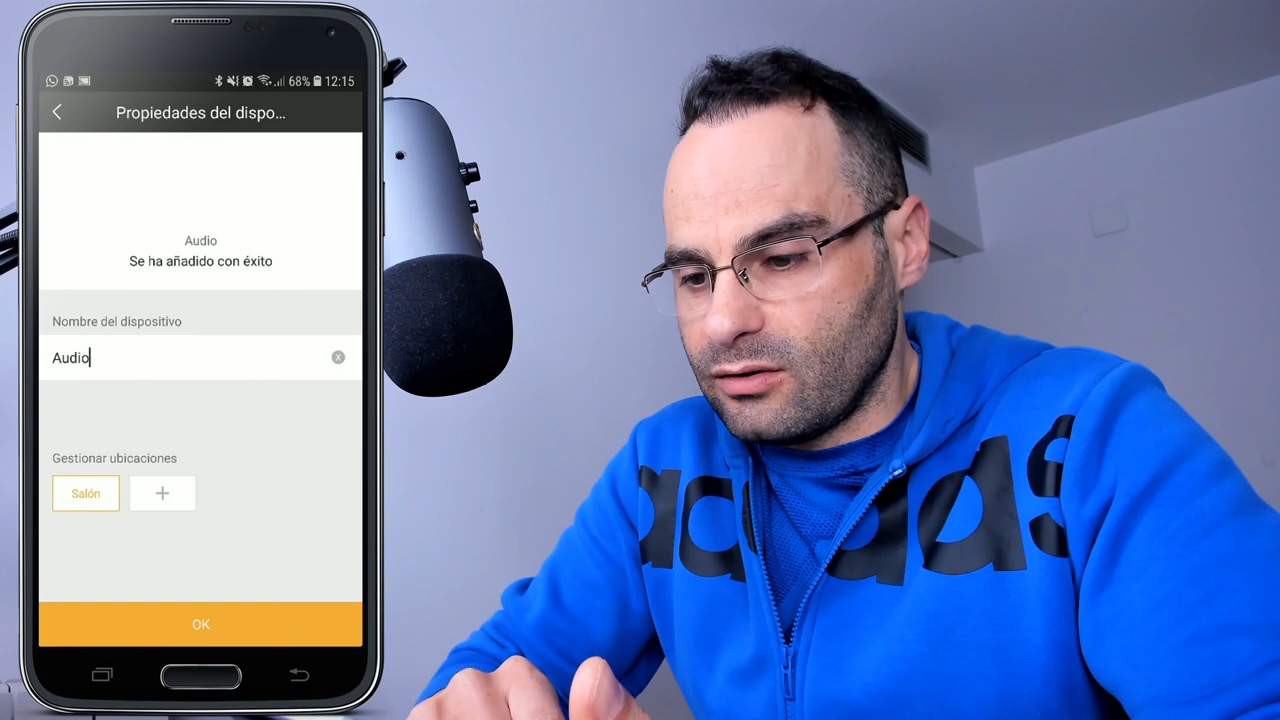 68% 12:15
Propiedades del dispo...
Audio
Se ha añadido con éxito
Nombre del dispositivo
Audio
Gestionar ubicaciones
Salón
+
OK
adidas